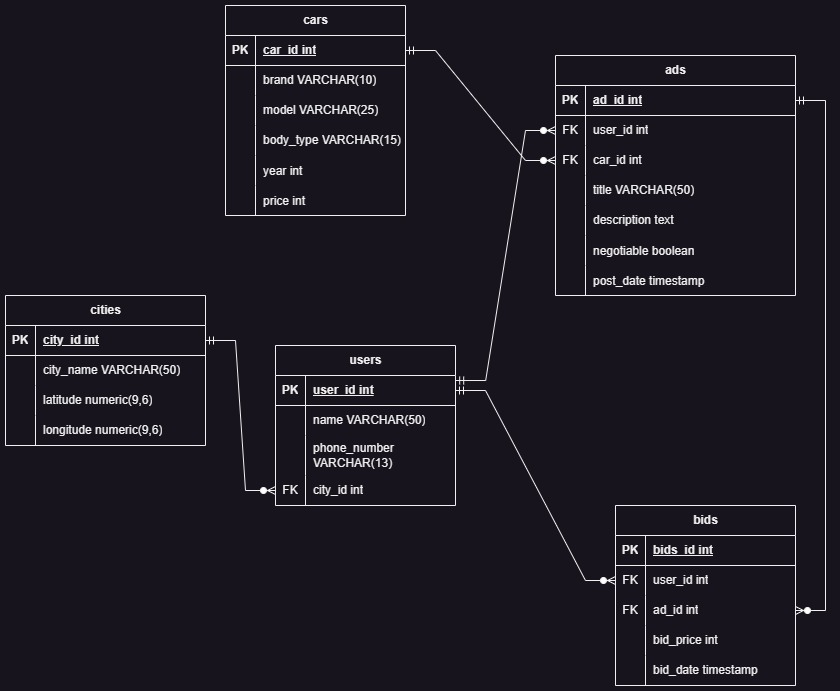 cars
PK car_id int
brand VARCHAR(10)
model VARCHAR(25)
body_type VARCHAR(15)
year int
price int
ads
PK ad_id int
FK user_id int
FK car_id int
title VARCHAR(50)
description text
negotiable boolean
post_date timestamp
cities
PK city_id int
city_name VARCHAR(50)
latitude numeric(9,6)
longitude numeric(9,6)
users
PK user_id int
name VARCHAR(50)
phone_number
VARCHAR(13)
FK city_id int
bids
PK bids_id int
FK user_id int
FK ad_id int
bid_price int
bid_date timestamp